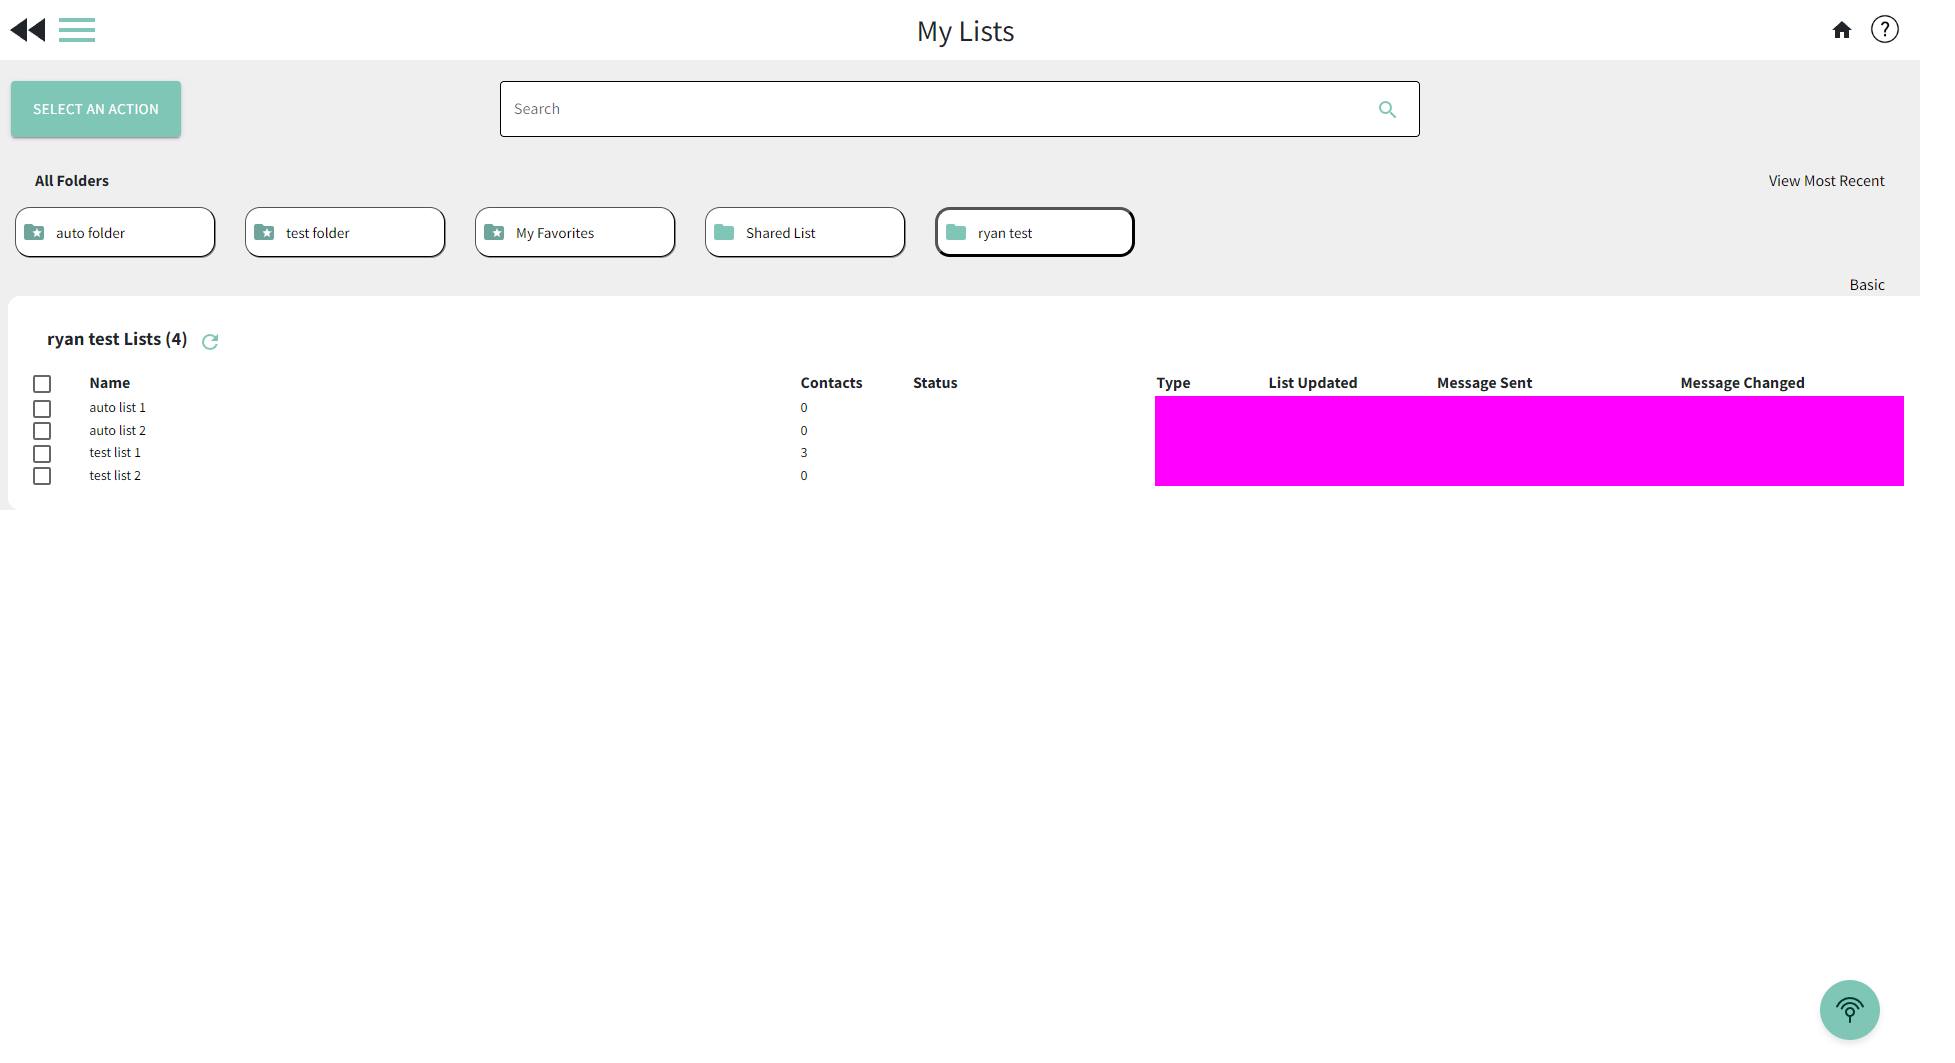 My Lists
?
SELECT AN ACTION
Search
All Folders
View Most Recent
auto folder
test folder
My Favorites
Shared List
ryan test
Basic
ryan test Lists (4)
Name Contacts Status Type List Updated Message Sent Message Changed
auto list 1 0
auto list 2 0
test list 1 3
test list 2 0